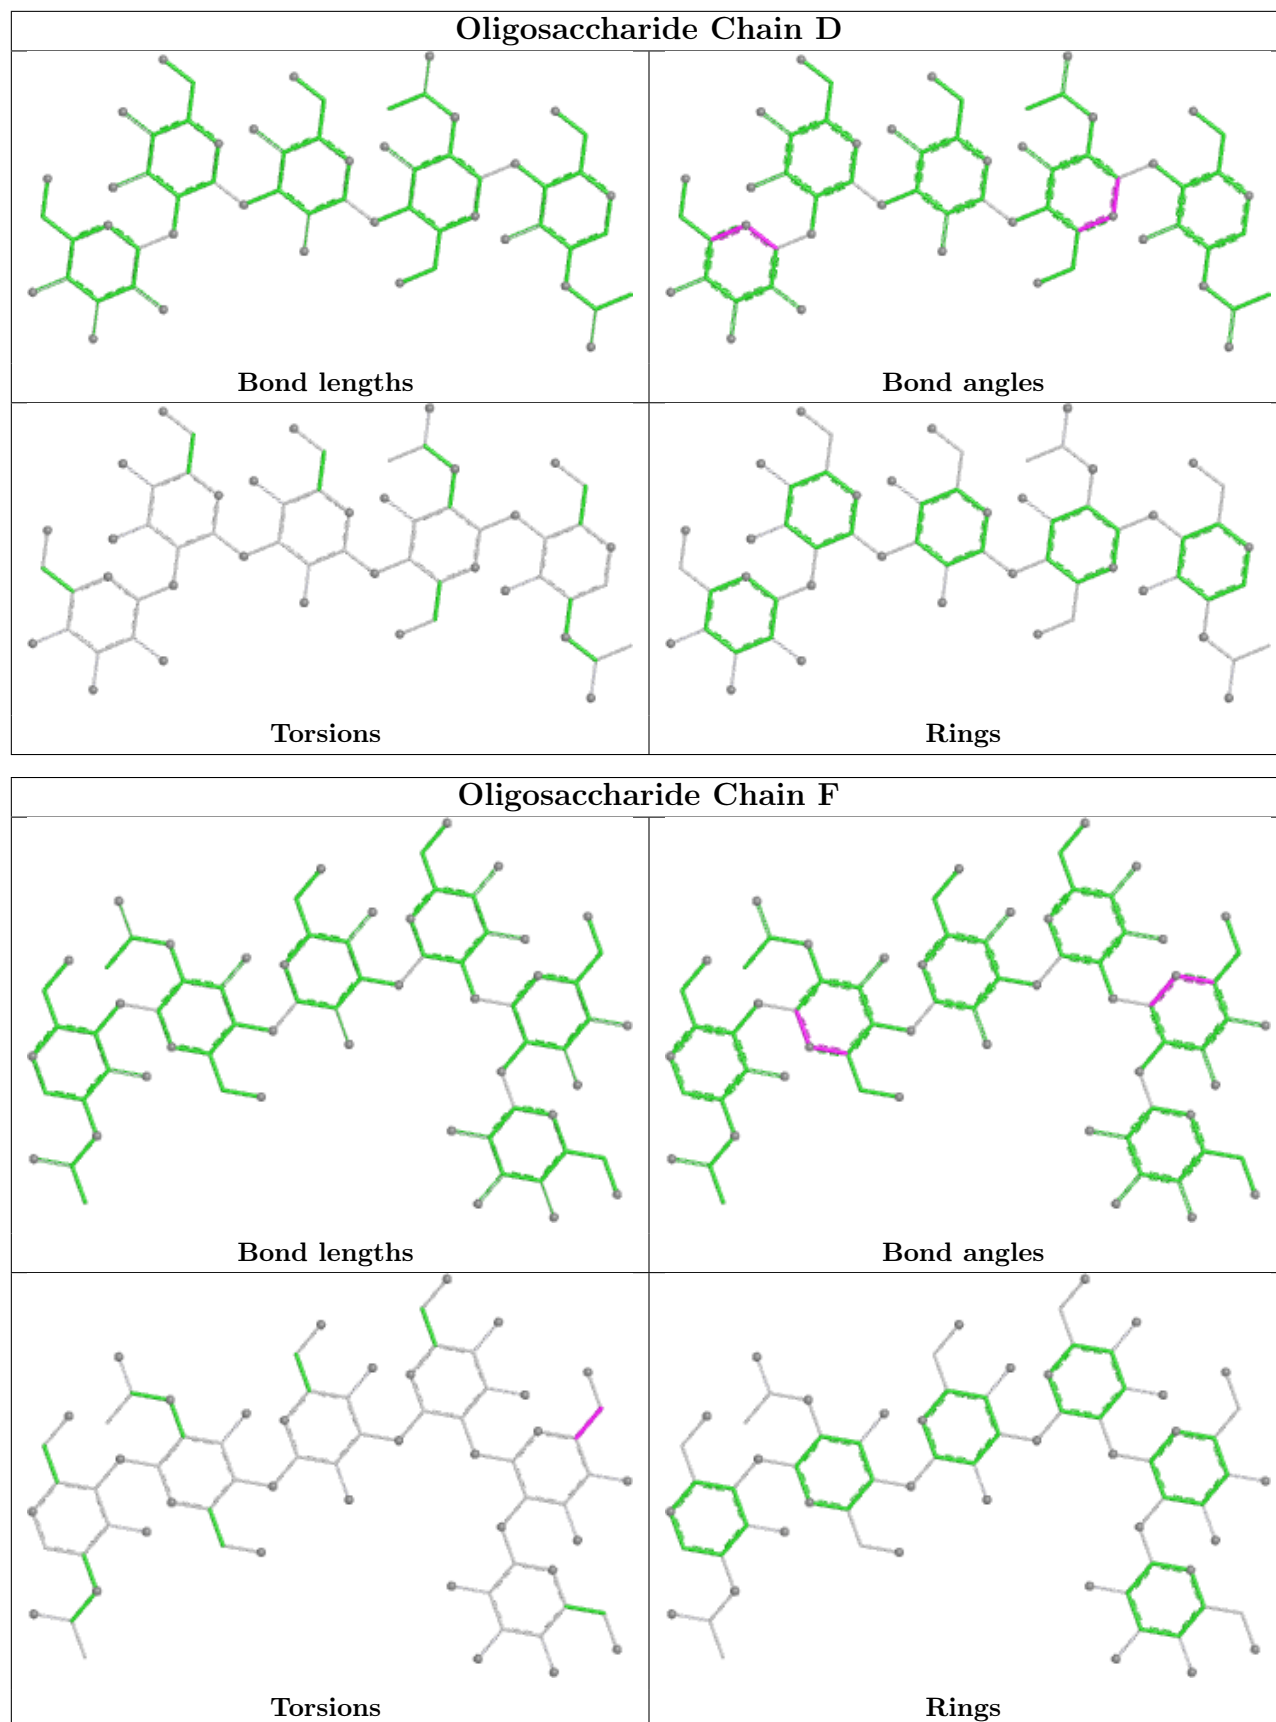 Oligosaccharide Chain D
Bond lengths
Bond angles
Torsions
Rings
Oligosaccharide Chain F
Bond lengths
Bond angles
Torsions
Rings